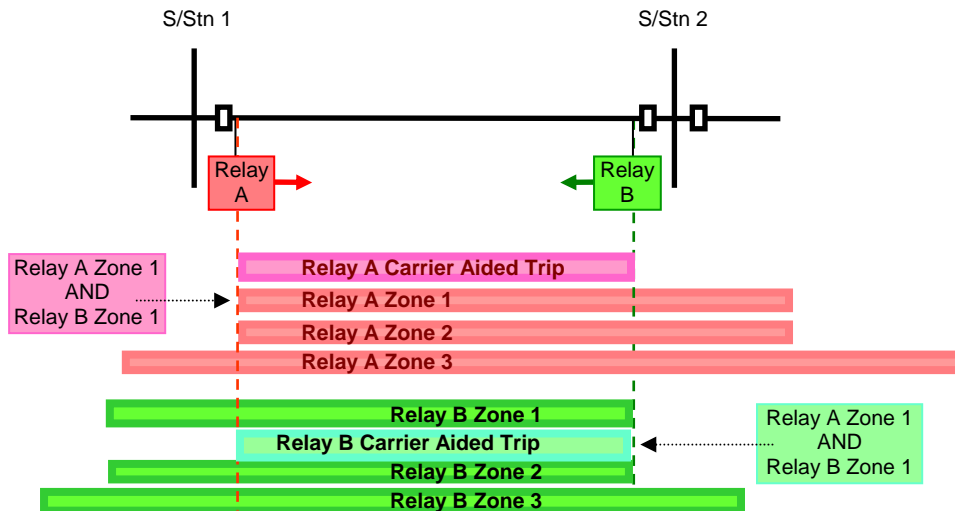 S/Stn 1
S/Stn 2
Relay
A
Relay
B
Relay A Carrier Aided Trip
Relay A Zone 1
AND
Relay B Zone 1
Relay A Zone 1
Relay A Zone 2
Relay A Zone 3
Relay B Zone 1
Relay B Carrier Aided Trip
Relay A Zone 1
AND
Relay B Zone 1
Relay B Zone 2
Relay B Zone 3